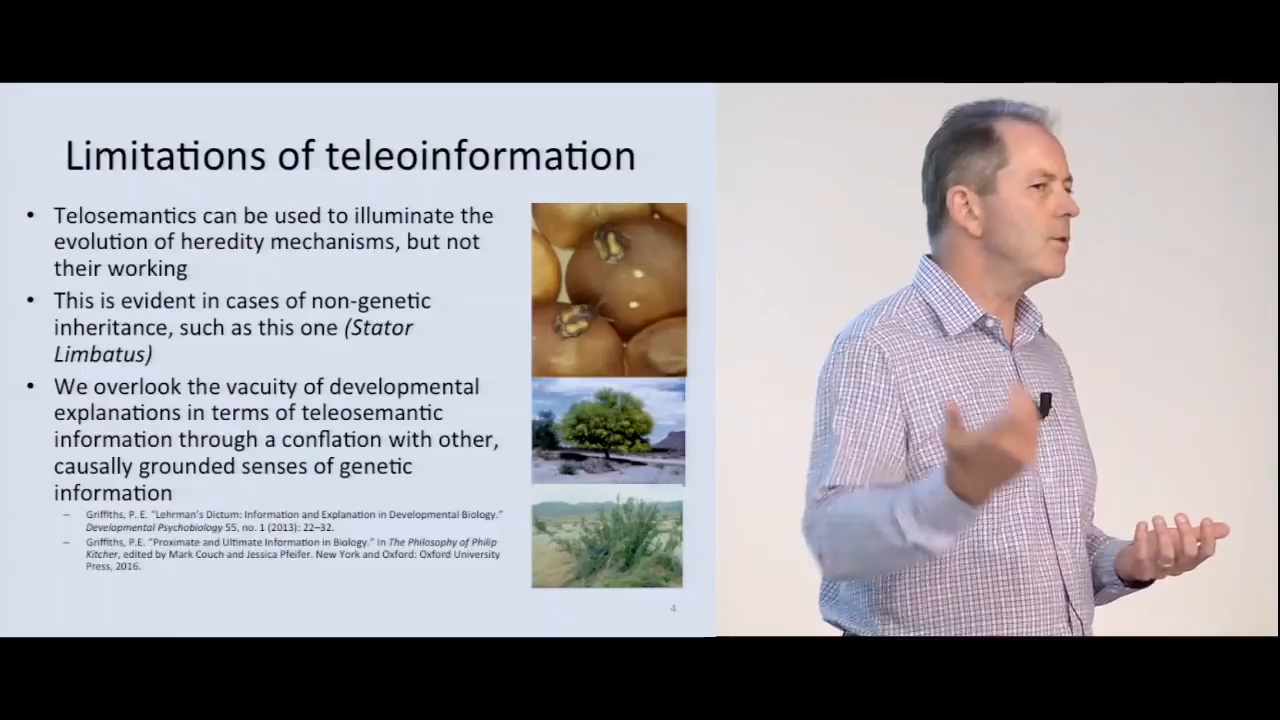 Limitations of teleoinformation
• Telosemantics can be used to illuminate the
evolution of heredity mechanisms, but not
their working
• This is evident in cases of non-genetic
inheritance, such as this one (Stator
Limbatus)
• We overlook the vacuity of developmental
explanations in terms of teleosemantic
information through a conflation with other,
causally grounded senses of genetic
information
– Griffiths, P. E. "Lehrman's Dictum: Information and Explanation in Developmental Biology."
Developmental Psychobiology 55, no. 1 (2013): 22–32.
– Griffiths, P.E. "Proximate and Ultimate Information in Biology." In The Philosophy of Philip
Kitcher, edited by Mark Couch and Jessica Pfeifer. New York and Oxford: Oxford University
Press, 2016.
4